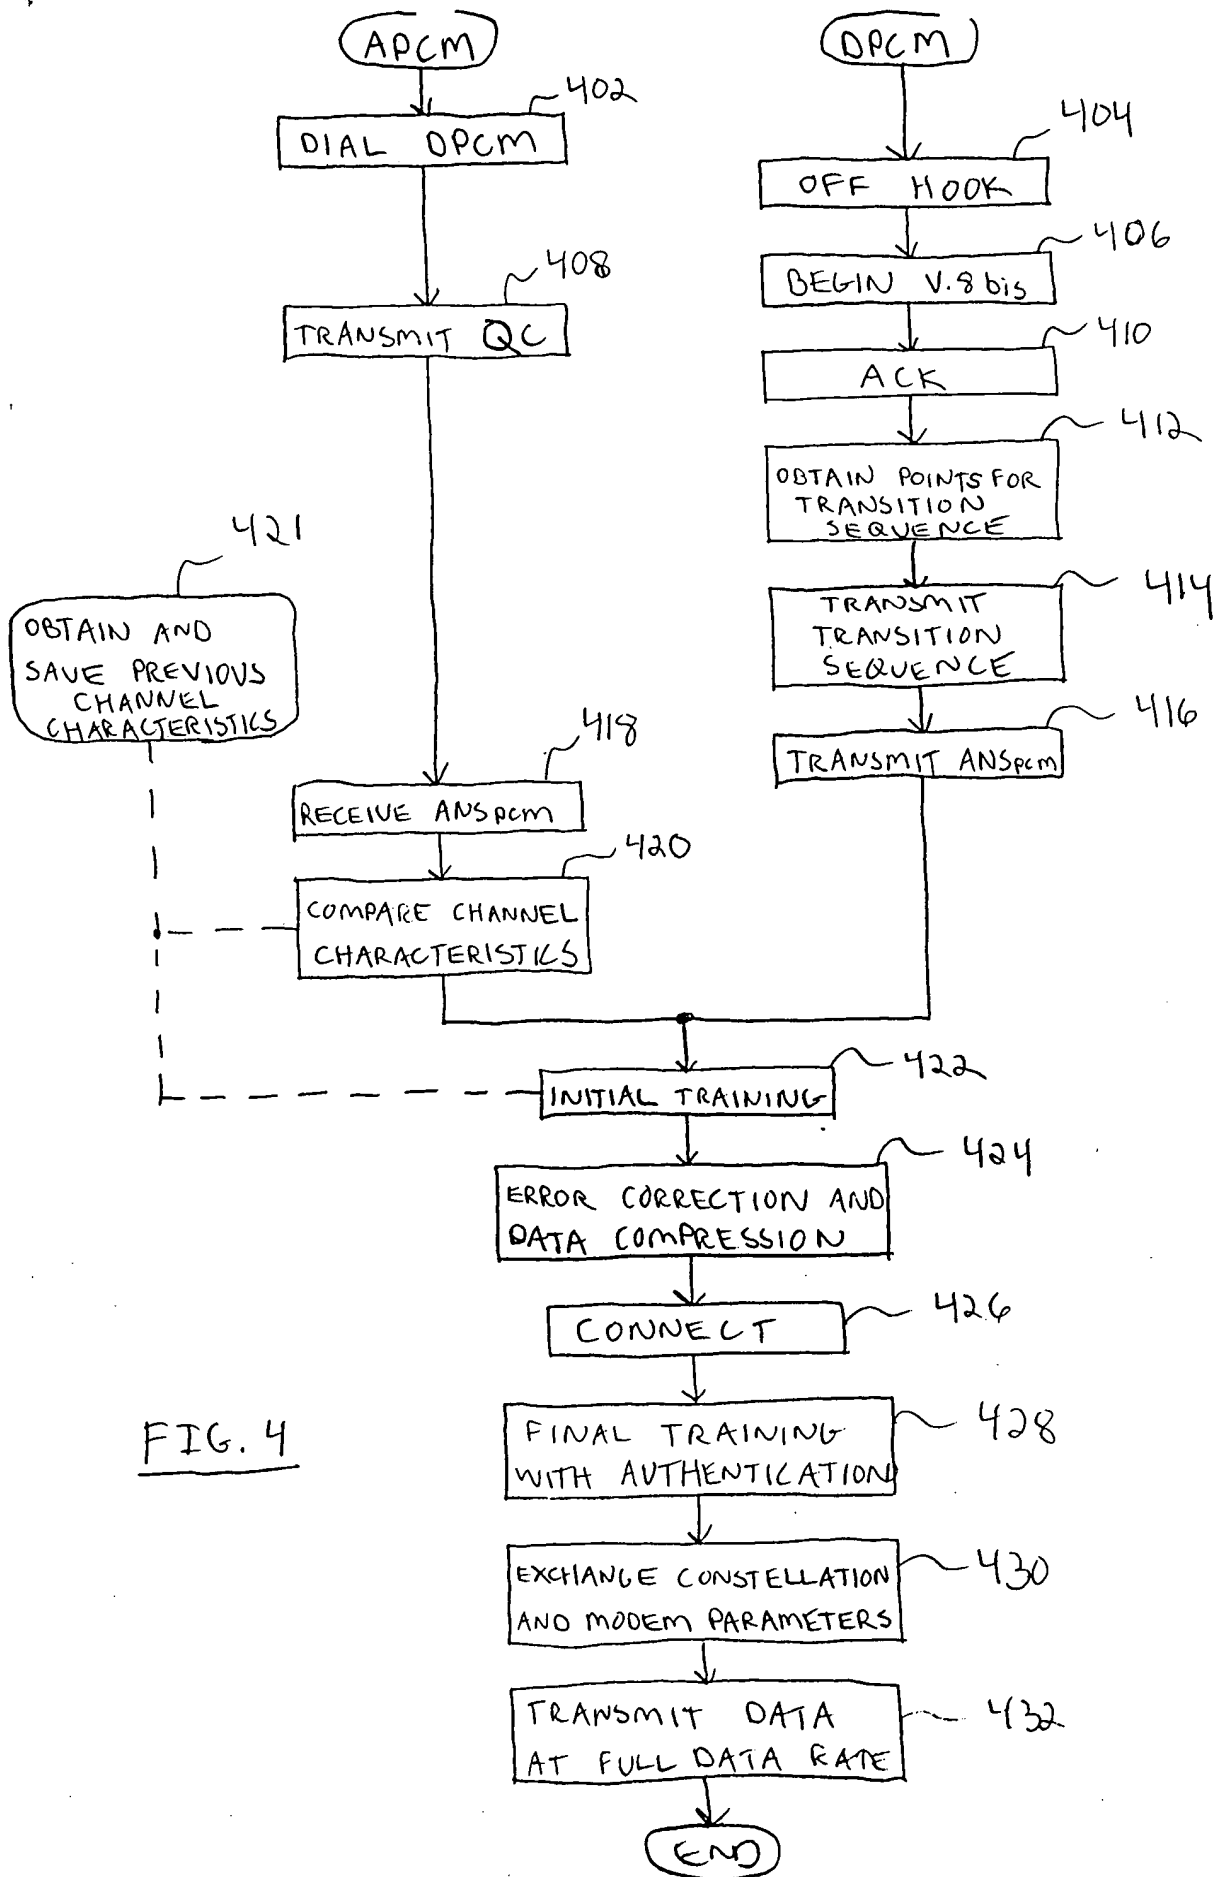 APCM
DPCM
402
DIAL DPCM
404
OFF HOOK
406
BEGIN V.8 bis
408
TRANSMIT QC
410
ACK
412
OBTAIN POINTS FOR
TRANSITION
SEQUENCE
414
TRANSMIT
TRANSITION
SEQUENCE
421
OBTAIN AND
SAVE PREVIOUS
CHANNEL
CHARACTERISTICS
416
TRANSMIT ANSpcm
418
RECEIVE ANSpcm
420
COMPARE CHANNEL
CHARACTERISTICS
422
INITIAL TRAINING
424
ERROR CORRECTION AND
DATA COMPRESSION
426
CONNECT
FIG. 4
428
FINAL TRAINING
WITH AUTHENTICATION
430
EXCHANGE CONSTELLATION
AND MODEM PARAMETERS
432
TRANSMIT DATA
AT FULL DATA RATE
END